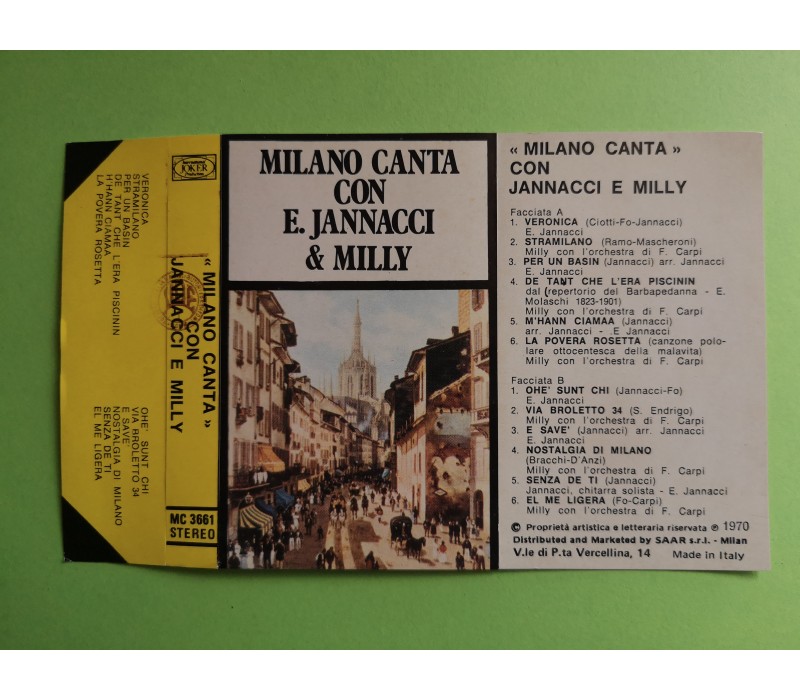 VERONICA
STRAMILANO
PER UN BASIN
DE TANT CHE L'ERA PISCININ
H'HANN CIAMAA
LA POVERA ROSETTA
OHE' SUNT CHI
VIA BROLETTO 34
E SAVE'
NOSTALGIA DI MILANO
SENZA DE TI
EL ME LIGERA
JOKER
« MILANO CANTA »
CON
JANNACCI E MILLY
MC 3661
STEREO
MILANO CANTA
CON
E. JANNACCI
& MILLY
« MILANO CANTA »
CON
JANNACCI E MILLY
Facciata A
1. VERONICA (Ciotti-Fo-Jannacci)
E. Jannacci
2. STRAMILANO (Ramo-Mascheroni)
Milly con l'orchestra di F. Carpi
3. PER UN BASIN (Jannacci) arr. Jannacci
E. Jannacci
4. DE TANT CHE L'ERA PISCININ
dal (repertorio del Barbapedanna - E.
Molaschi 1823-1901)
Milly con l'orchestra di F. Carpi
5. M'HANN CIAMAA (Jannacci)
arr. Jannacci - .E Jannacci
6. LA POVERA ROSETTA (canzone polo-
lare ottocentesca della malavita)
Milly con l'orchestra di F. Carpi
Facciata B
1. OHE' SUNT CHI (Jannacci-Fo)
E. Jannacci
2. VIA BROLETTO 34 (S. Endrigo)
Milly con l'orchestra di F. Carpi
3. E SAVE' (Jannacci) arr. Jannacci
E. Jannacci
4. NOSTALGIA DI MILANO
(Bracchi-D'Anzi)
Milly con l'orchestra di F. Carpi
5. SENZA DE TI (Jannacci)
Jannacci, chitarra solista - E. Jannacci
6. EL ME LIGERA (Fo-Carpi)
Milly con l'orchestra di F. Carpi
© Proprietà artistica e letteraria riservata ℗ 1970
Distributed and Marketed by SAAR s.r.l. - Milan
V.le di P.ta Vercellina, 14 Made in Italy